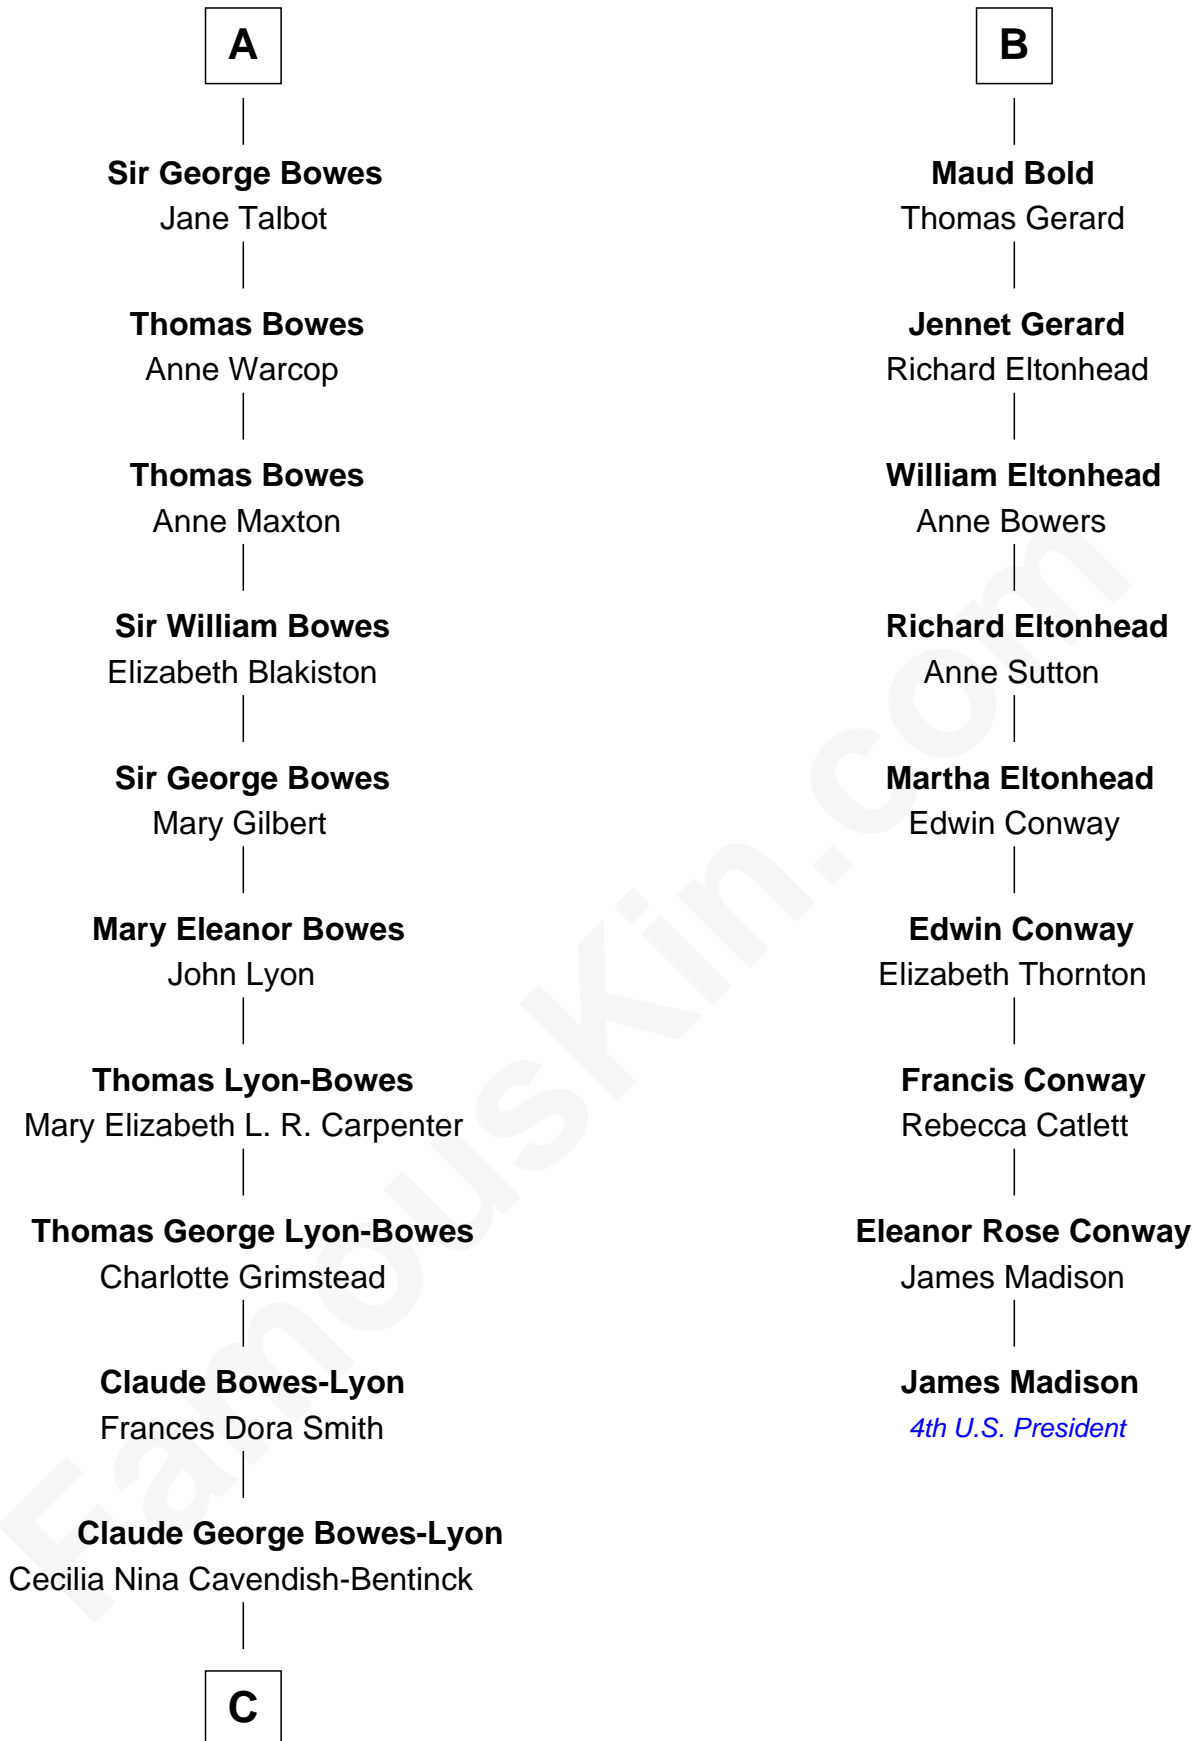 A
Sir George Bowes
Jane Talbot
Thomas Bowes
Anne Warcop
Thomas Bowes
Anne Maxton
Sir William Bowes
Elizabeth Blakiston
Sir George Bowes
Mary Gilbert
Mary Eleanor Bowes
John Lyon
Thomas Lyon-Bowes
Mary Elizabeth L. R. Carpenter
Thomas George Lyon-Bowes
Charlotte Grimstead
Claude Bowes-Lyon
Frances Dora Smith
Claude George Bowes-Lyon
Cecilia Nina Cavendish-Bentinck
C
B
Maud Bold
Thomas Gerard
Jennet Gerard
Richard Eltonhead
William Eltonhead
Anne Bowers
Richard Eltonhead
Anne Sutton
Martha Eltonhead
Edwin Conway
Edwin Conway
Elizabeth Thornton
Francis Conway
Rebecca Catlett
Eleanor Rose Conway
James Madison
James Madison
4th U.S. President
FamousKin.com